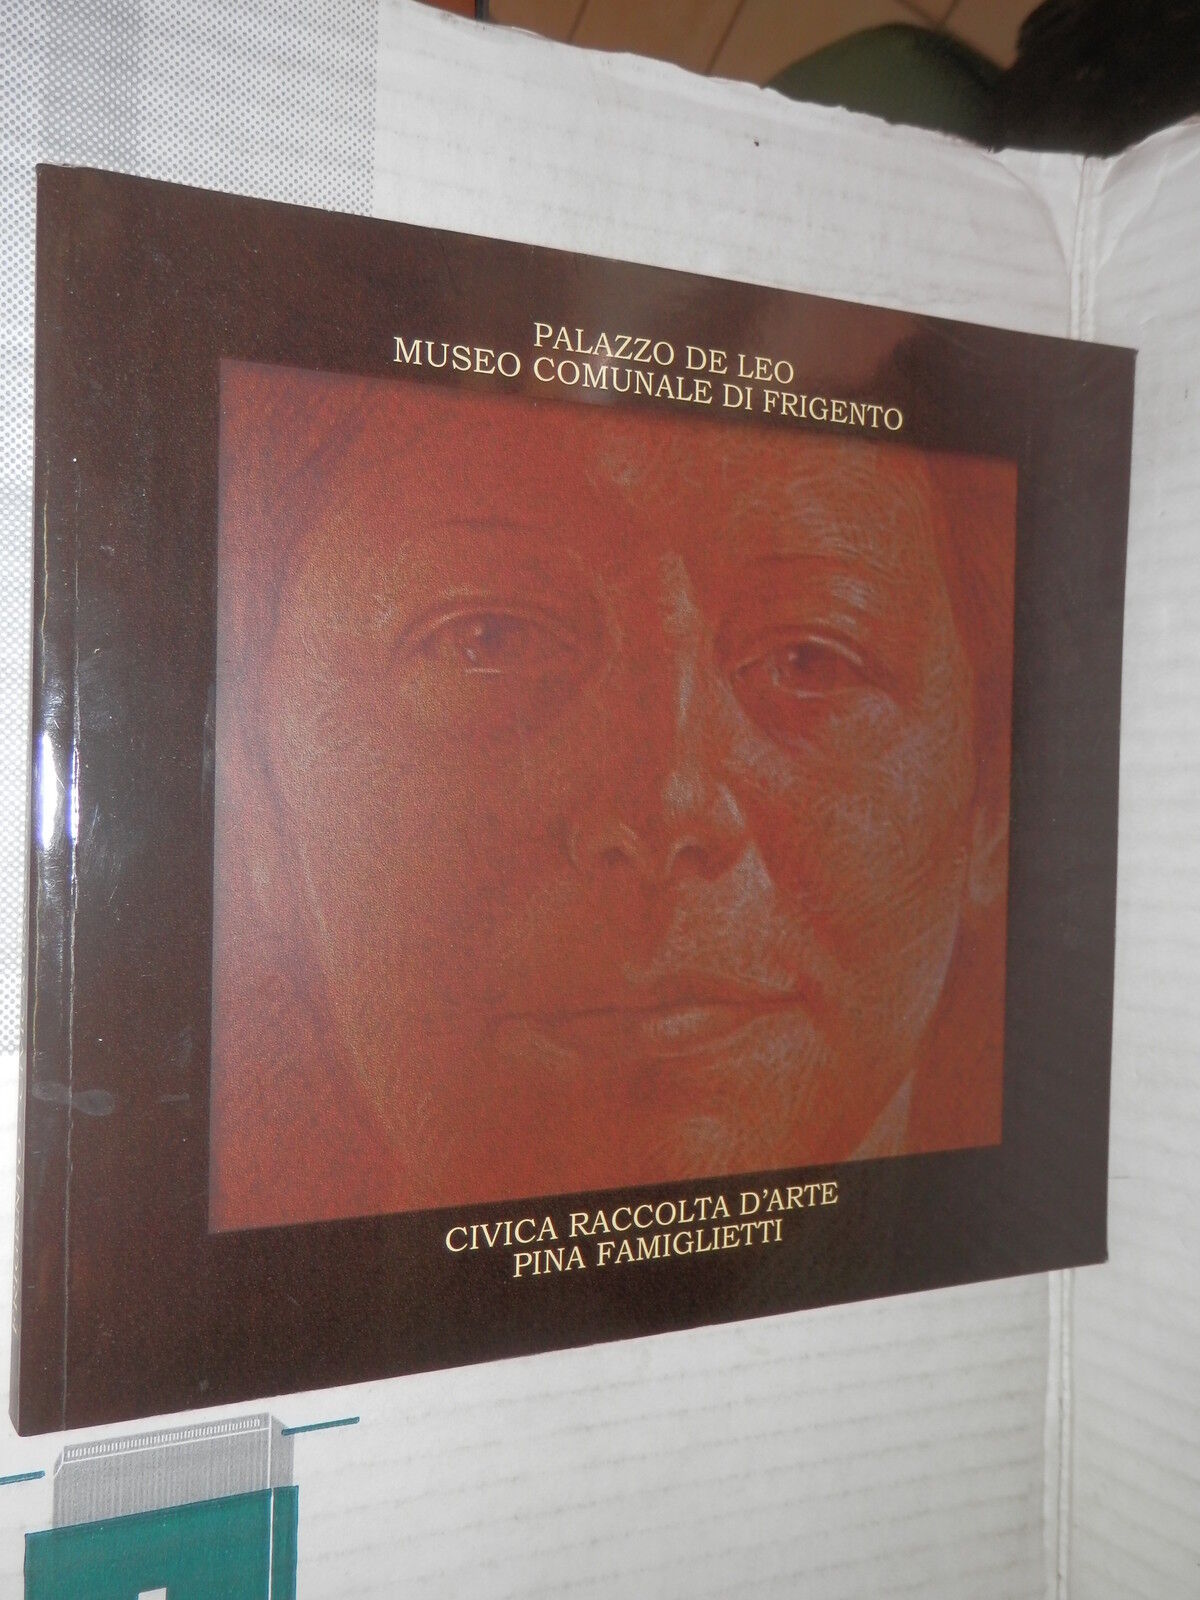 PALAZZO DE LEO
MUSEO COMUNALE DI FRIGENTO
CIVICA RACCOLTA D'ARTE
PINA FAMIGLIETTI